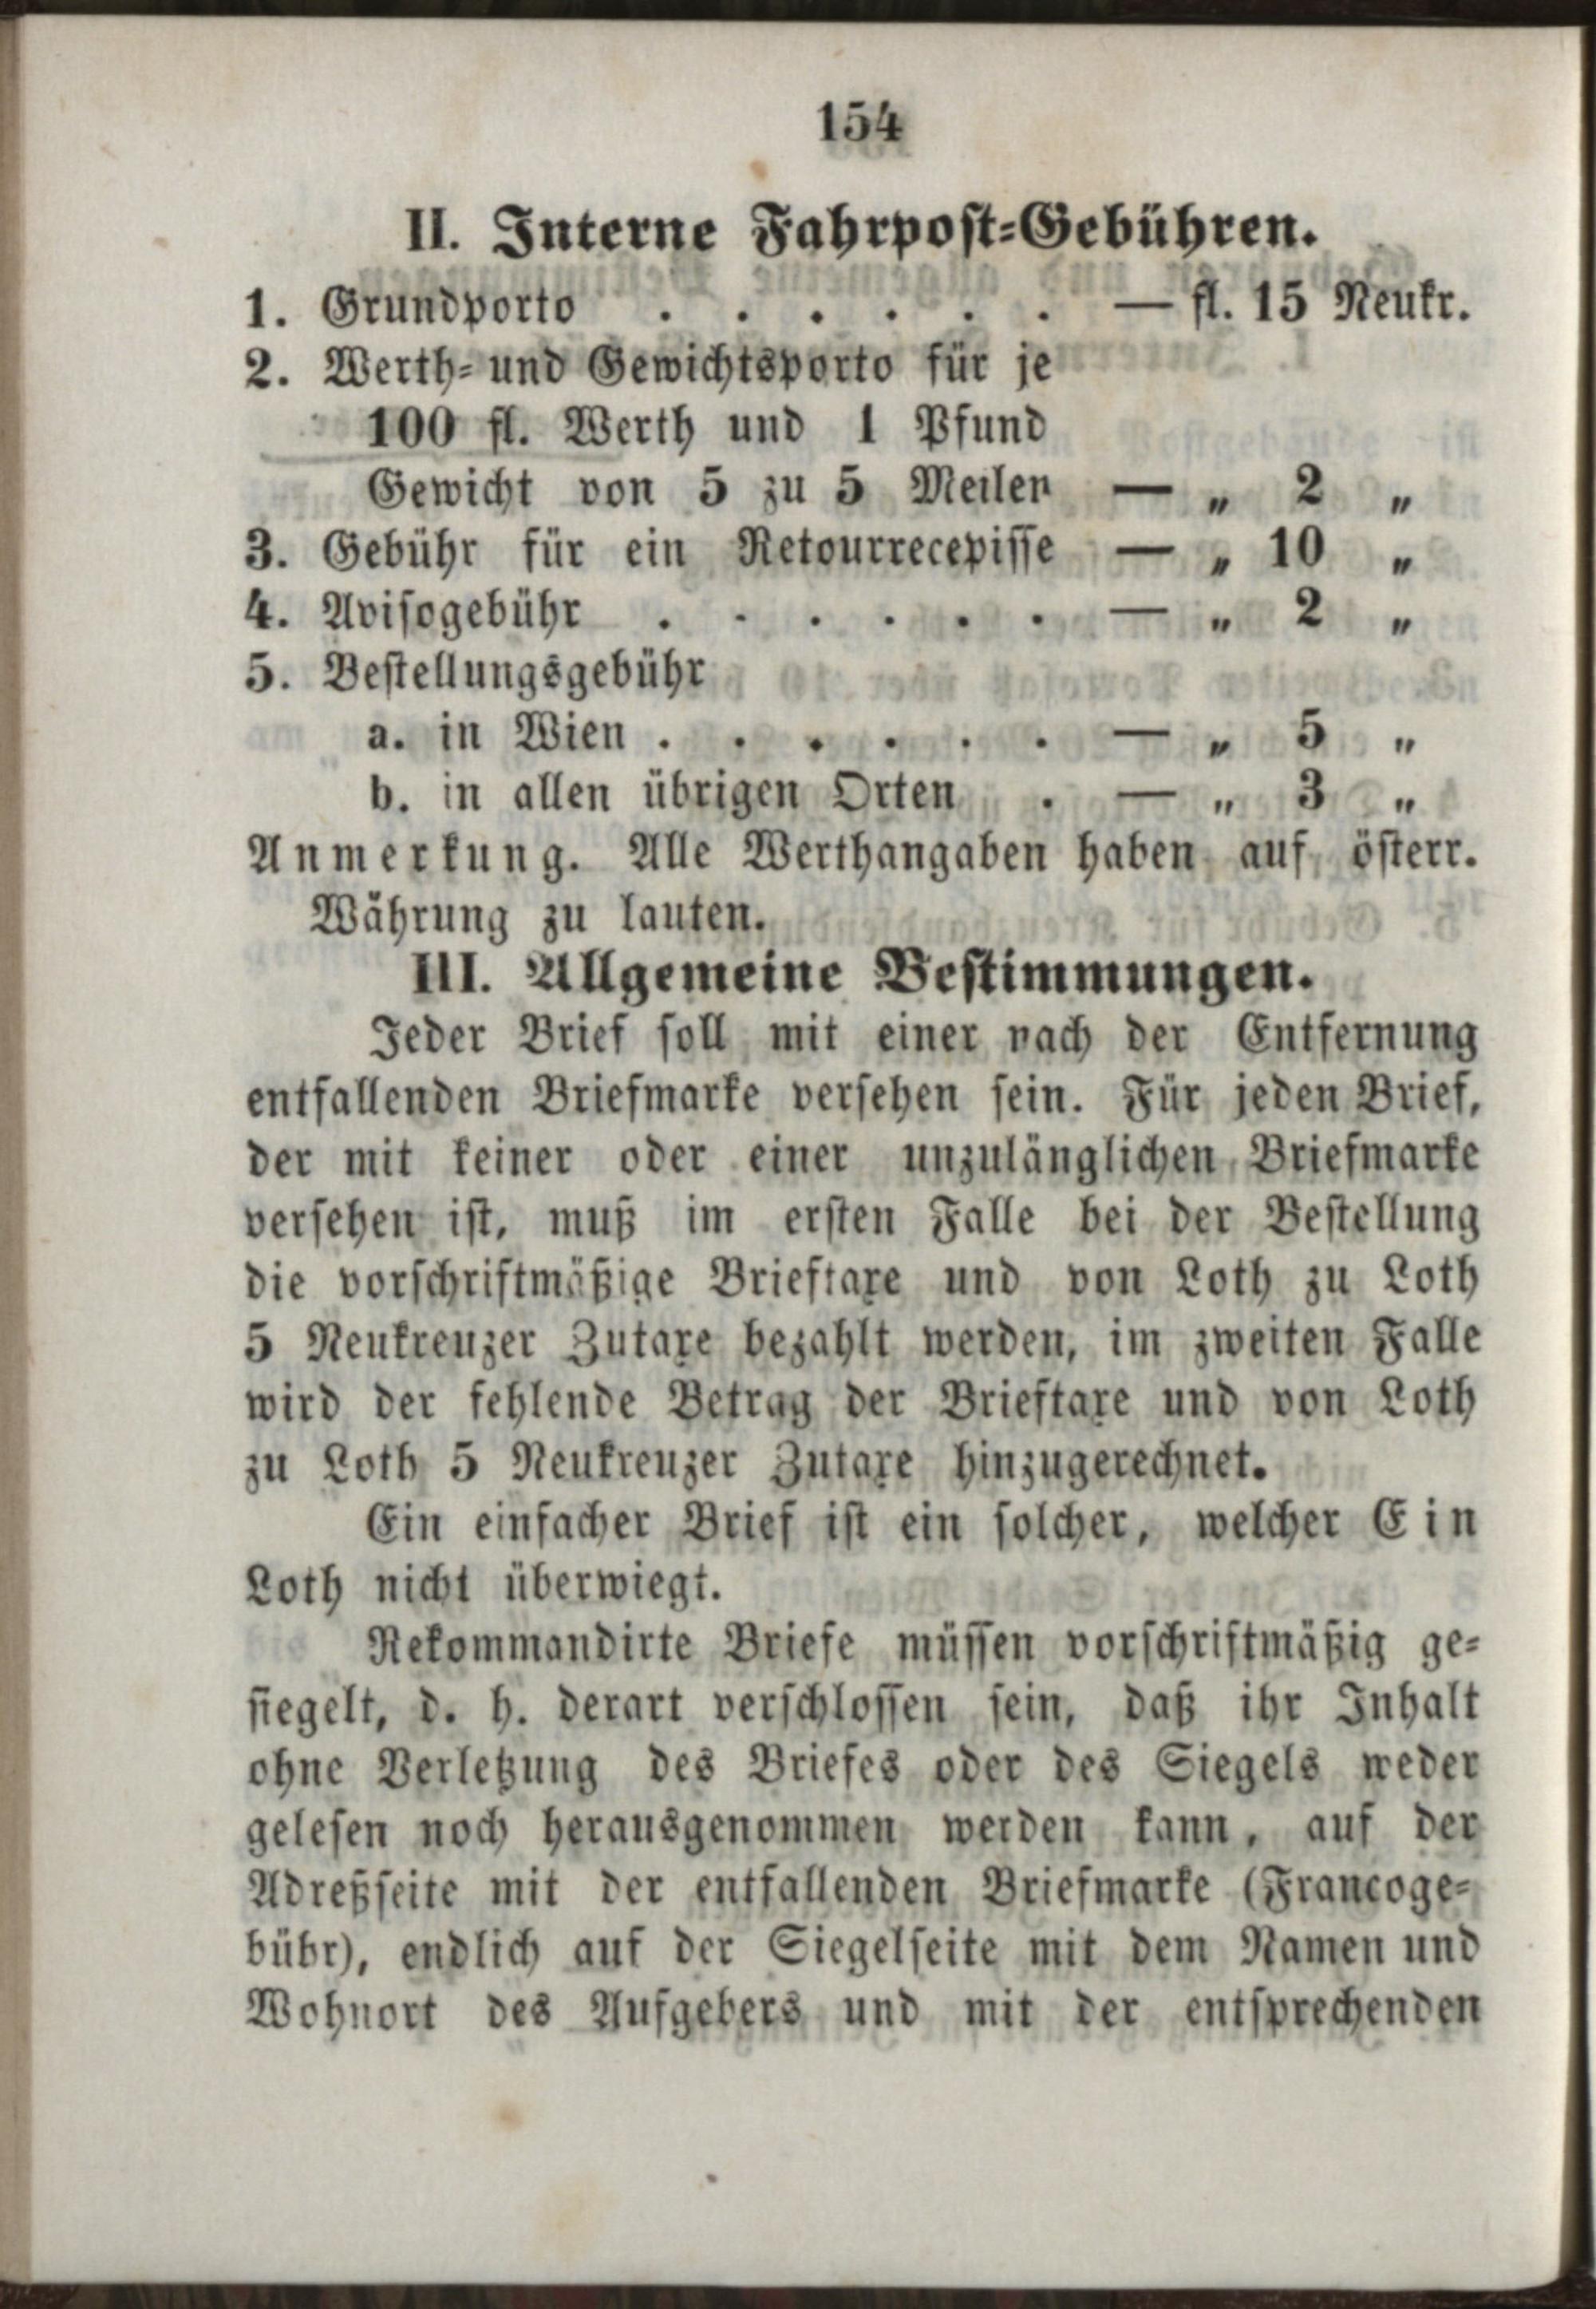 154
II. Interne Fahrpost-Gebühren.
1. Grundporto . . . . . . — fl. 15 Neukr.
2. Werth- und Gewichtsporto für je
100 fl. Werth und 1 Pfund
Gewicht von 5 zu 5 Meilen — „ 2 „
3. Gebühr für ein Retourrecepisse — „ 10 „
4. Avisogebühr . . . . . . — „ 2 „
5. Bestellungsgebühr
a. in Wien . . . . . . — „ 5 „
b. in allen übrigen Orten . — „ 3 „
Anmerkung. Alle Werthangaben haben auf österr.
Währung zu lauten.
III. Allgemeine Bestimmungen.
Jeder Brief soll mit einer nach der Entfernung
entfallenden Briefmarke versehen sein. Für jeden Brief,
der mit keiner oder einer unzulänglichen Briefmarke
versehen ist, muß im ersten Falle bei der Bestellung
die vorschriftmäßige Brieftaxe und von Loth zu Loth
5 Neukreuzer Zutaxe bezahlt werden, im zweiten Falle
wird der fehlende Betrag der Brieftaxe und von Loth
zu Loth 5 Neukreuzer Zutaxe hinzugerechnet.
Ein einfacher Brief ist ein solcher, welcher Ein
Loth nicht überwiegt.
Rekommandirte Briefe müssen vorschriftmäßig ge-
siegelt, d. h. derart verschlossen sein, daß ihr Inhalt
ohne Verletzung des Briefes oder des Siegels weder
gelesen noch herausgenommen werden kann, auf der
Adreßseite mit der entfallenden Briefmarke (Francoge-
bühr), endlich auf der Siegelseite mit dem Namen und
Wohnort des Aufgebers und mit der entsprechenden